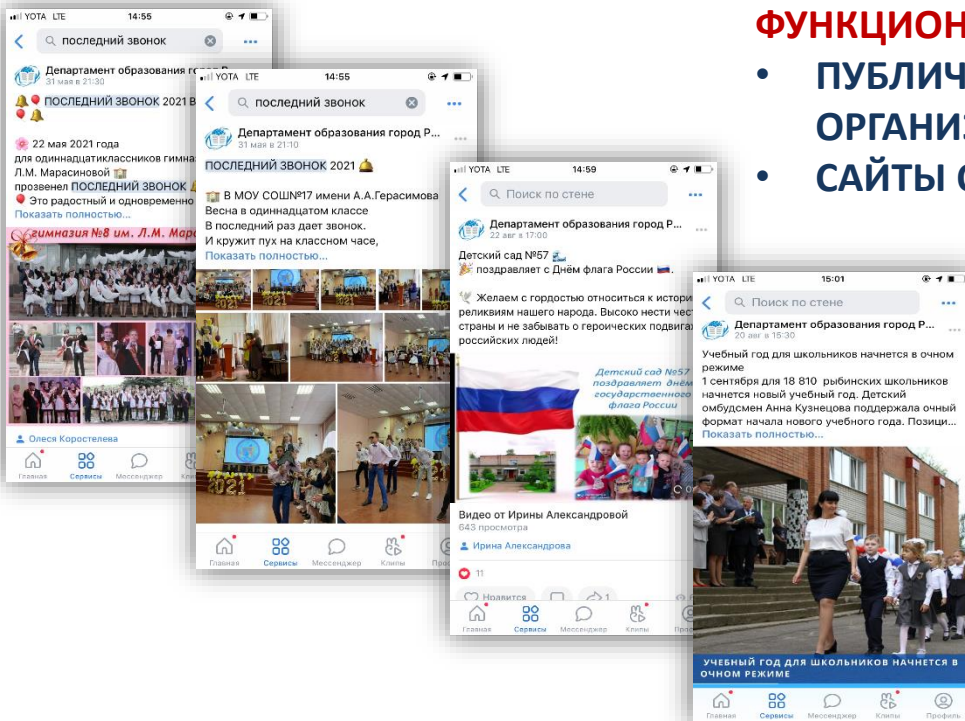 ФУНКЦИОН
• ПУБЛИЧ
ОРГАНИЗ
• САЙТЫ
YOTA LTE 14:55
последний звонок
Департамент образования
31 мая в 21:30
ПОСЛЕДНИЙ ЗВОНОК 2021 В
22 мая 2021 года
для одиннадцатиклассников гимна
Л.М. Марасиновой
прозвенел ПОСЛЕДНИЙ ЗВОНОК
Это радостный и одновременно
Показать полностью...
гимназия №8 им. Л.М. Мара
Олеся Коростелева
Главная Сервисы Мессенджер Кли
YOTA LTE 14:55
последний звонок
Департамент образования город Р...
31 мая в 21:10
ПОСЛЕДНИЙ ЗВОНОК 2021
В МОУ СОШ№17 имени А.А.Герасимова
Весна в одиннадцатом классе
В последний раз дает звонок.
И кружит пух на классном часе,
Показать полностью...
2021
Главная Сервисы Мессенджер Клипы Проф
YOTA LTE 14:59
Поиск по стене
Департамент образования город Р...
22 авг в 17:00
Детский сад №57
поздравляет с Днём флага России.
Желаем с гордостью относиться к истори
реликвиям нашего народа. Высоко нести чест
страны и не забывать о героических подвига
российских людей!
Детский сад №57
поздравляет днём
государственного
флага России
Видео от Ирины Александровой
643 просмотра
Ирина Александрова
11
Нравится 1
Главная Сервисы Мессенджер Клипы Проф
YOTA LTE 15:01
Поиск по стене
Департамент образования город Р...
20 авг в 15:30
Учебный год для школьников начнется в очном
режиме
1 сентября для 18 810 рыбинских школьников
начнется новый учебный год. Детский
омбудсмен Анна Кузнецова поддержала очный
формат начала нового учебного года. Позици...
Показать полностью...
УЧЕБНЫЙ ГОД ДЛЯ ШКОЛЬНИКОВ НАЧНЕТСЯ В
ОЧНОМ РЕЖИМЕ
Главная Сервисы Мессенджер Клипы Профиль